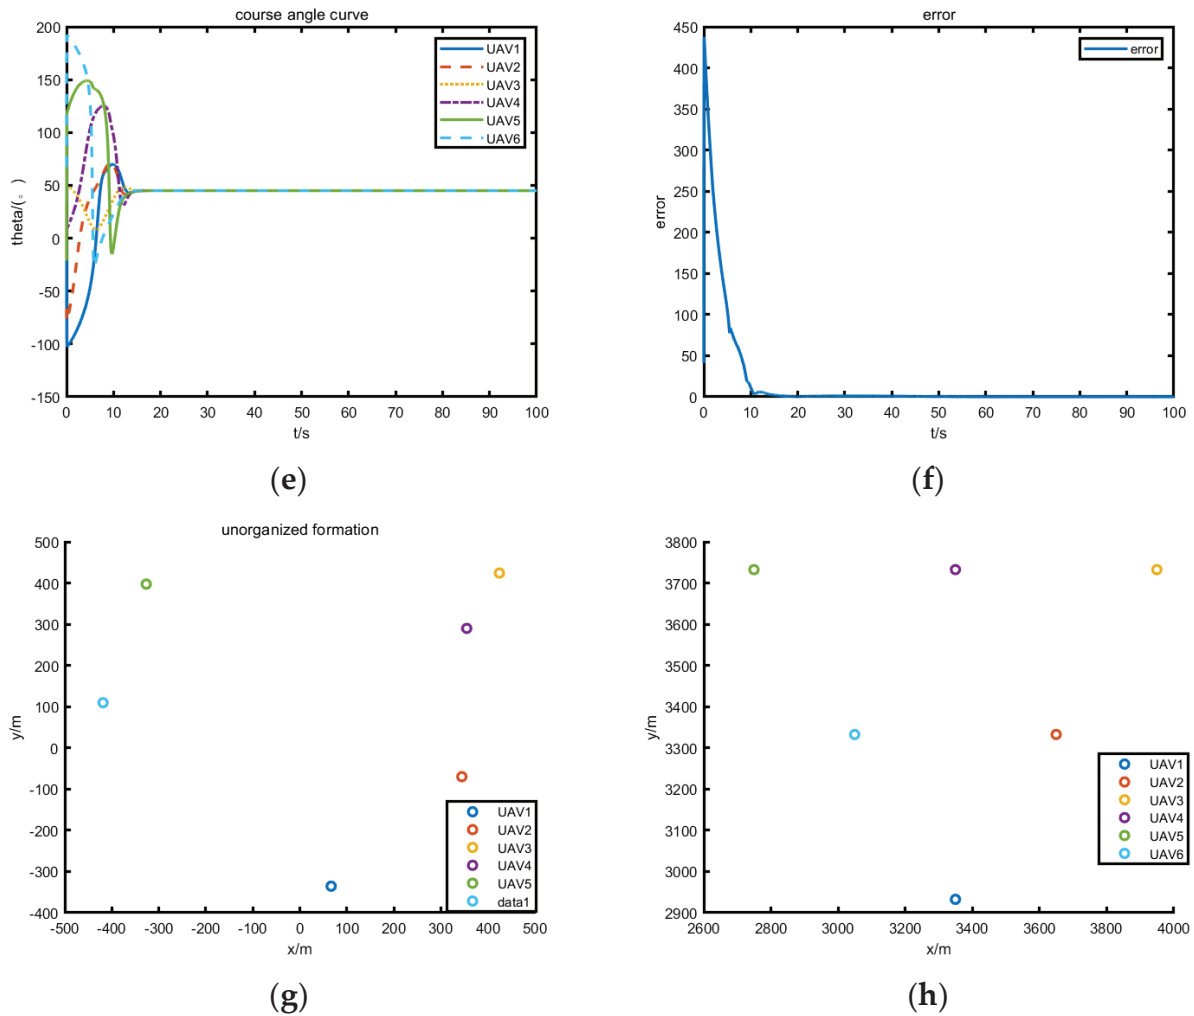 course angle curve
200
150
100
50
0
-50
-100
-150
theta/(。)
UAV1
UAV2
UAV3
UAV4
UAV5
UAV6
0 10 20 30 40 50 60 70 80 90 100
t/s
(e)
error
450
400
350
300
250
200
150
100
50
0
error
error
0 10 20 30 40 50 60 70 80 90 100
t/s
(f)
unorganized formation
500
400
300
200
100
0
-100
-200
-300
-400
y/m
UAV1
UAV2
UAV3
UAV4
UAV5
data1
-500 -400 -300 -200 -100 0 100 200 300 400 500
x/m
(g)
3800
3700
3600
3500
3400
3300
3200
3100
3000
2900
y/m
UAV1
UAV2
UAV3
UAV4
UAV5
UAV6
2600 2800 3000 3200 3400 3600 3800 4000
x/m
(h)